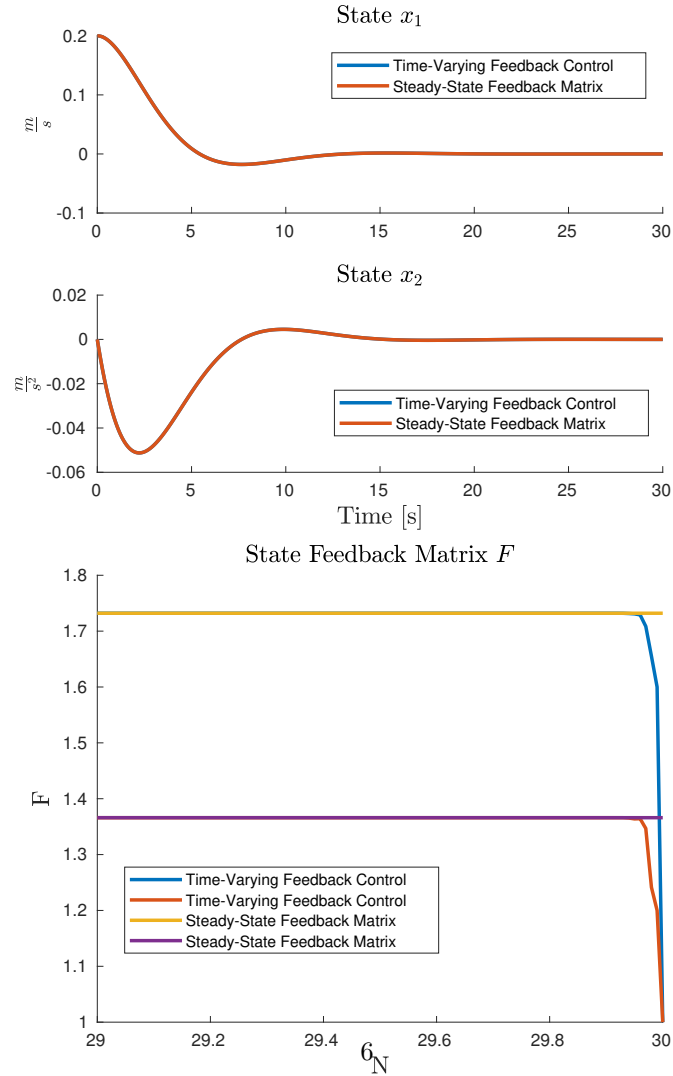 State x₁
0.2
0.1
0
-0.1
m/s
Time-Varying Feedback Control
Steady-State Feedback Matrix
0 5 10 15 20 25 30
State x₂
0.02
0
-0.02
-0.04
-0.06
m/s²
Time-Varying Feedback Control
Steady-State Feedback Matrix
0 5 10 15 20 25 30
Time [s]
State Feedback Matrix F
1.8
1.7
1.6
1.5
1.4
1.3
1.2
1.1
1
F
Time-Varying Feedback Control
Time-Varying Feedback Control
Steady-State Feedback Matrix
Steady-State Feedback Matrix
29 29.2 29.4 29.6 29.8 30
N